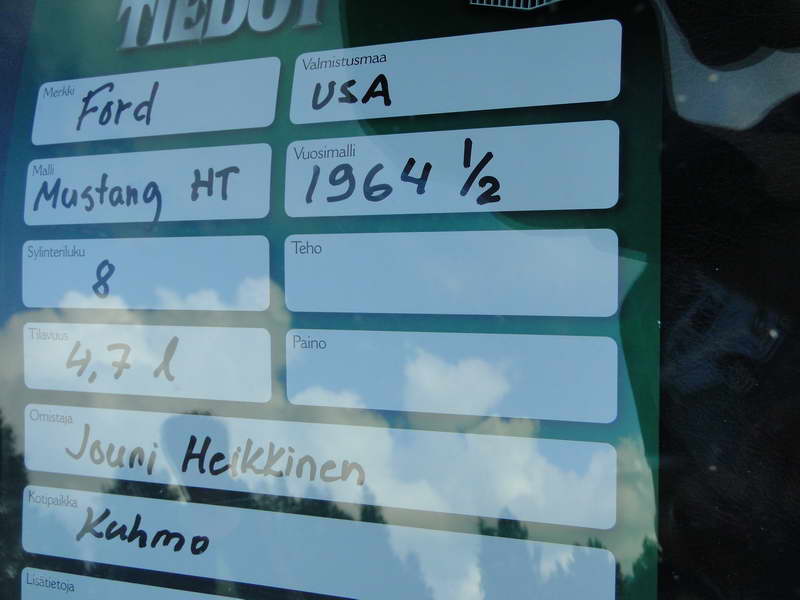 TIEDOT
Merkki Ford
Valmistusmaa USA
Malli Mustang HT
Vuosimalli 1964 1/2
Sylinteriluku 8
Teho
Tilavuus 4,7 l
Paino
Omistaja Jouni Heikkinen
Kotipaikka Kuhmo
Lisätietoja